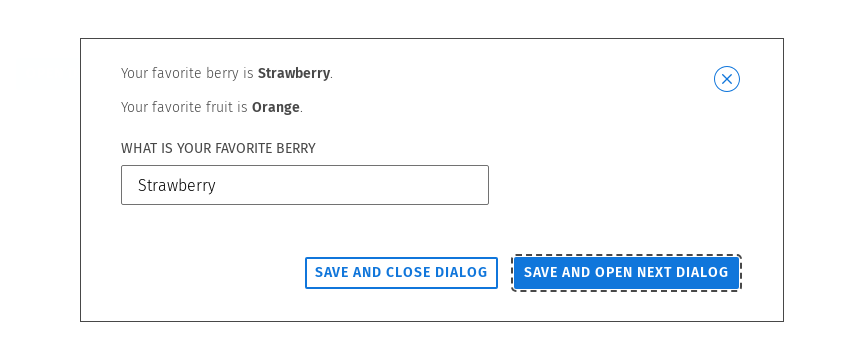 Your favorite berry is Strawberry.
Your favorite fruit is Orange.
WHAT IS YOUR FAVORITE BERRY
Strawberry
SAVE AND CLOSE DIALOG
SAVE AND OPEN NEXT DIALOG